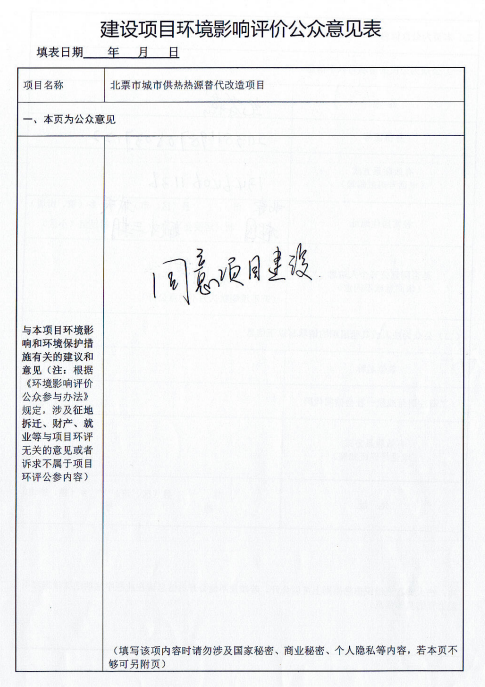 建设项目环境影响评价公众意见表
填表日期 年 月 日
项目名称 北票市城市供热热源替代改造项目
一、本页为公众意见
同意项目建设.
与本项目环境影
响和环境保护措
施有关的建议和
意见（注：根据
《环境影响评价
公众参与办法》
规定，涉及征地
拆迁、财产、就
业等与项目环评
无关的意见或者
诉求不属于项目
环评公参内容）
（填写该项内容时请勿涉及国家秘密、商业秘密、个人隐私等内容，若本页不
够可另附页）